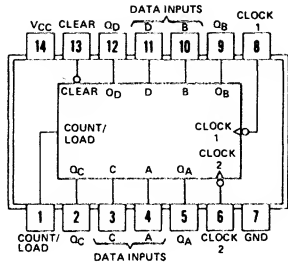 DATA INPUTS
VCC CLEAR QD D B QB CLOCK 1
14 13 12 11 10 9 8
CLEAR QD D B QB
COUNT/ LOAD
CLOCK 1
CLOCK 2
QC C A QA
1 2 3 4 5 6 7
COUNT/ LOAD QC C A QA CLOCK 2 GND
DATA INPUTS